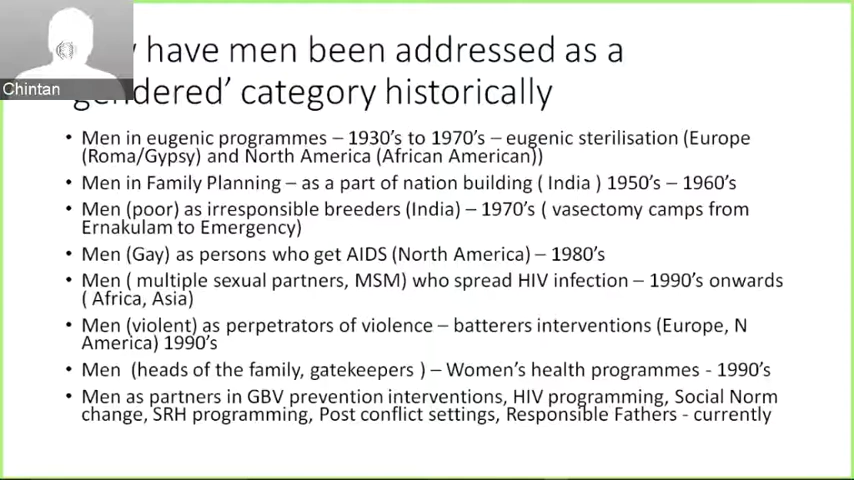 have men been addressed as a
Chintan
gendered’ category historically
• Men in eugenic programmes – 1930’s to 1970’s – eugenic sterilisation (Europe
(Roma/Gypsy) and North America (African American))
• Men in Family Planning – as a part of nation building ( India ) 1950’s – 1960’s
• Men (poor) as irresponsible breeders (India) – 1970’s ( vasectomy camps from
Ernakulam to Emergency)
• Men (Gay) as persons who get AIDS (North America) – 1980’s
• Men ( multiple sexual partners, MSM) who spread HIV infection – 1990’s onwards
( Africa, Asia)
• Men (violent) as perpetrators of violence – batterers interventions (Europe, N
America) 1990’s
• Men (heads of the family, gatekeepers ) – Women’s health programmes - 1990’s
• Men as partners in GBV prevention interventions, HIV programming, Social Norm
change, SRH programming, Post conflict settings, Responsible Fathers - currently